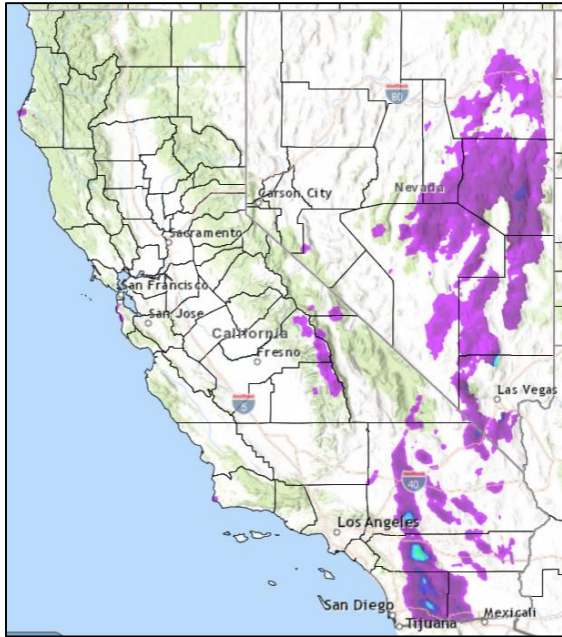 80
Carson City
Nevada
Sacramento
San Francisco
San Jose
California
Fresno
Las Vegas
5
40
Los Angeles
San Diego
Mexicali
Tijuana